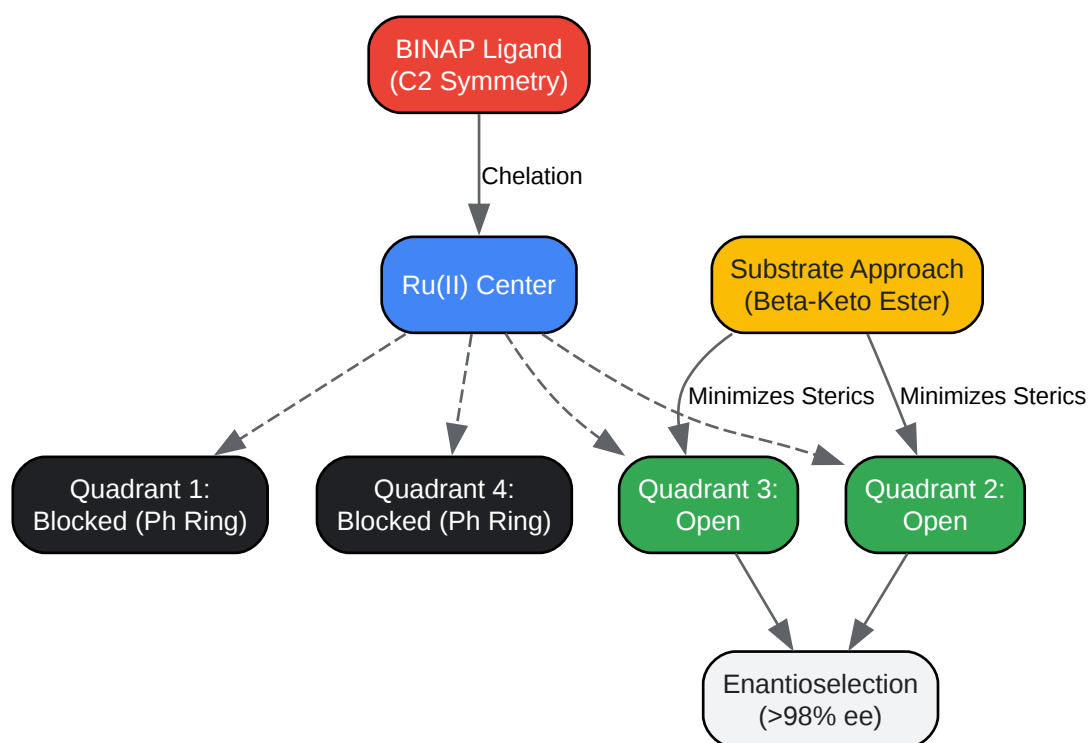 BINAP Ligand
(C2 Symmetry)
Chelation
Ru(II) Center
Substrate Approach
(Beta-Keto Ester)
Minimizes Sterics
Minimizes Sterics
Quadrant 1:
Blocked (Ph Ring)
Quadrant 4:
Blocked (Ph Ring)
Quadrant 3:
Open
Quadrant 2:
Open
Enantioselection
(>98% ee)